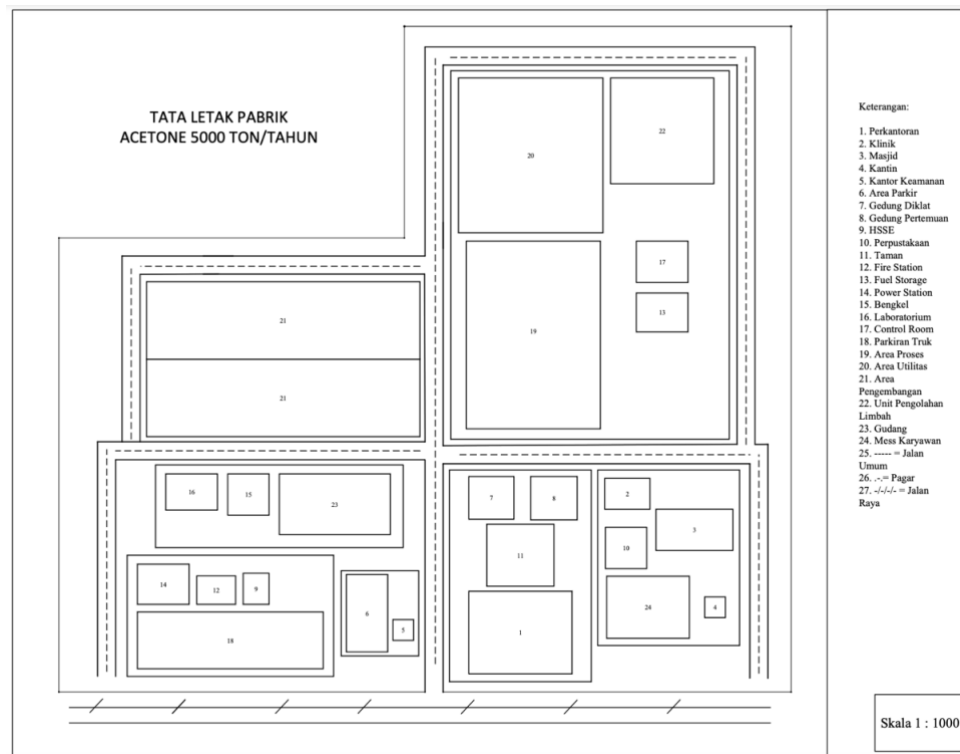 TATA LETAK PABRIK
ACETONE 5000 TON/TAHUN
20
22
17
13
19
21
21
16
15
23
14
12
9
18
6
5
7
8
11
1
2
3
10
24
4
Keterangan:
1. Perkantoran
2. Klinik
3. Masjid
4. Kantin
5. Kantor Keamanan
6. Area Parkir
7. Gedung Diklat
8. Gedung Pertemuan
9. HSSE
10. Perpustakaan
11. Taman
12. Fire Station
13. Fuel Storage
14. Power Station
15. Bengkel
16. Laboratorium
17. Control Room
18. Parkiran Truk
19. Area Proses
20. Area Utilitas
21. Area
Pengembangan
22. Unit Pengolahan
Limbah
23. Gudang
24. Mess Karyawan
25. ----- = Jalan
Umum
26. .-.= Pagar
27. -/-/-/- = Jalan
Raya
Skala 1 : 1000